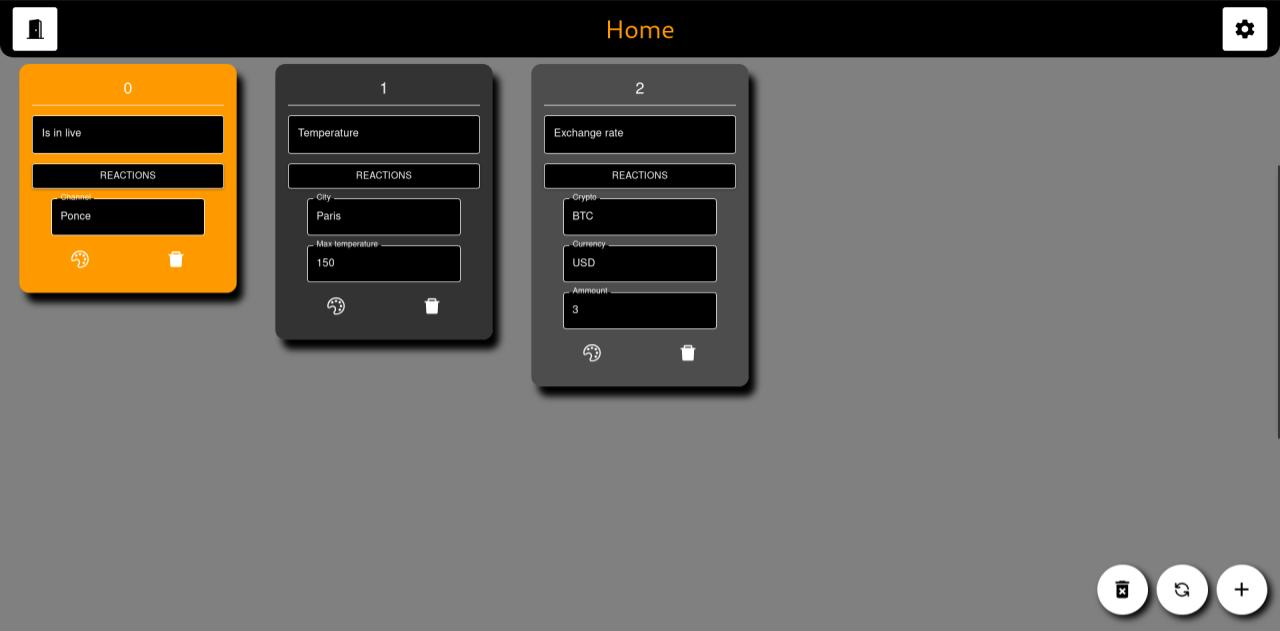 Home
0
Is in live
REACTIONS
Channel
Ponce
1
Temperature
REACTIONS
City
Paris
Max temperature
150
2
Exchange rate
REACTIONS
Crypto
BTC
Currency
USD
Ammount
3